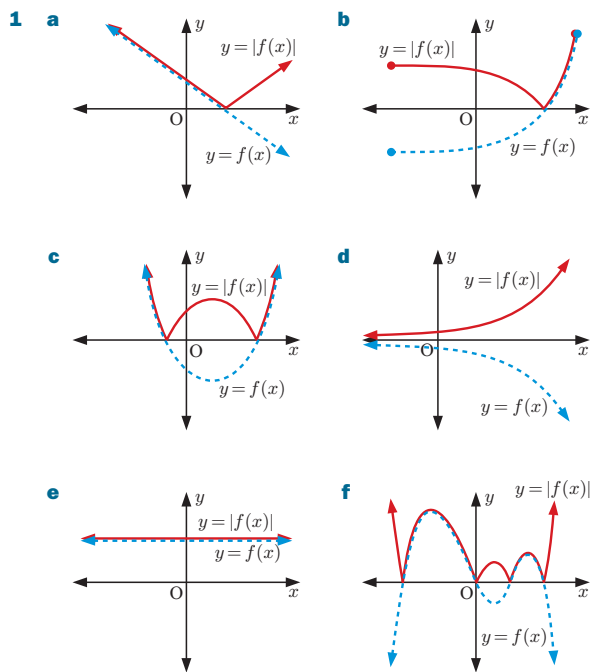 1 a
y
y = |f(x)|
O
x
y = f(x)
b
y
y = |f(x)|
O
x
y = f(x)
c
y
y = |f(x)|
O
x
y = f(x)
d
y
y = |f(x)|
O
x
y = f(x)
e
y
y = |f(x)|
y = f(x)
O
x
f
y
y = |f(x)|
O
x
y = f(x)